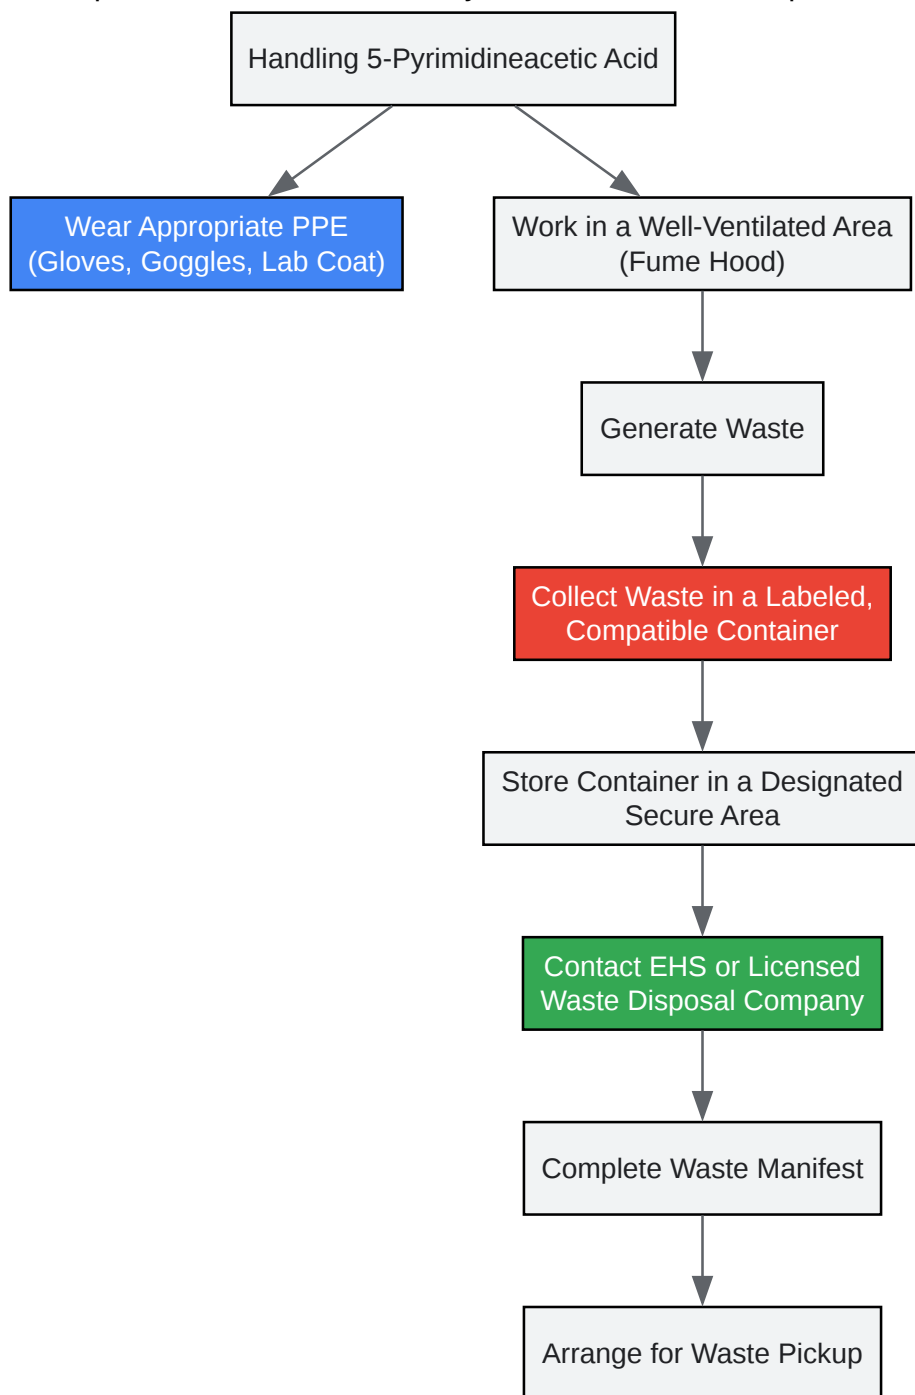 Handling 5-Pyrimidineacetic Acid
Wear Appropriate PPE
(Gloves, Goggles, Lab Coat)
Work in a Well-Ventilated Area
(Fume Hood)
Generate Waste
Collect Waste in a Labeled,
Compatible Container
Store Container in a Designated
Secure Area
Contact EHS or Licensed
Waste Disposal Company
Complete Waste Manifest
Arrange for Waste Pickup